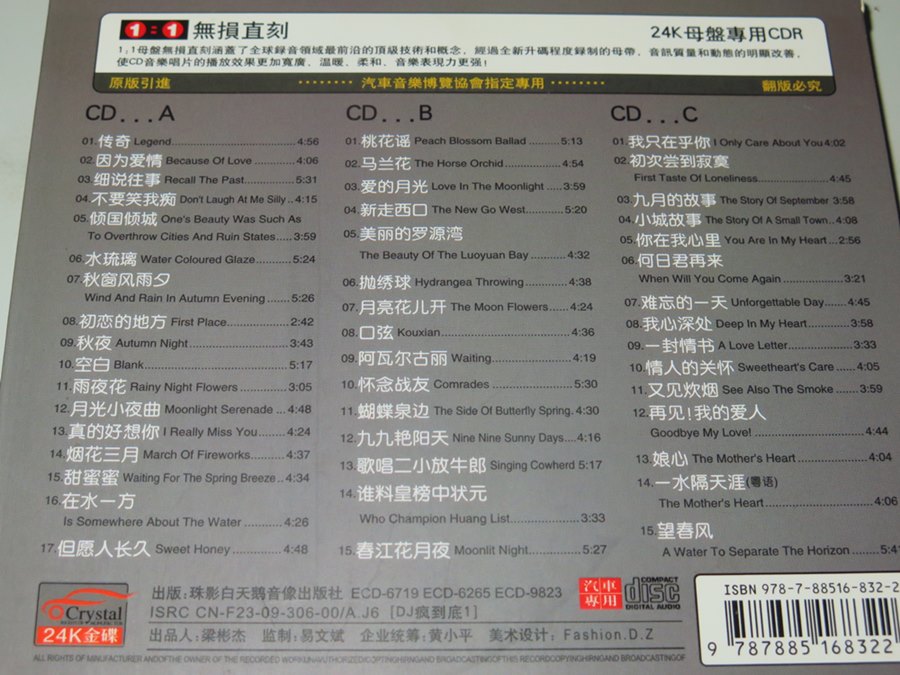 1:1 無損直刻
24K母盤專用CDR
1:1母盤無損直刻涵蓋了全球録音領域最前沿的頂級技術和概念，經過全新升碼程度録制的母帶，音訊質量和動態的明顯改善，
使CD音樂唱片的播放效果更加寬廣、温暖、柔和、音樂表現力更强！
原版引進 ········ 汽車音樂博覽協會指定專用 ········ 翻版必究
CD...A
01.传奇 Legend 4:56
02.因为爱情 Because Of Love 4:06
03.细说往事 Recall The Past 5:31
04.不要笑我痴 Don't Laugh At Me Silly 4:15
05.倾国倾城 One's Beauty Was Such As
To Overthrow Cities And Ruin States 3:59
06.水琉璃 Water Coloured Glaze 5:24
07.秋窗风雨夕
Wind And Rain In Autumn Evening 5:26
08.初恋的地方 First Place 2:42
09.秋夜 Autumn Night 3:43
10.空白 Blank 5:17
11.雨夜花 Rainy Night Flowers 3:05
12.月光小夜曲 Moonlight Serenade 4:48
13.真的好想你 I Really Miss You 4:24
14.烟花三月 March Of Fireworks 4:37
15.甜蜜蜜 Waiting For The Spring Breeze 4:34
16.在水一方
Is Somewhere About The Water 4:26
17.但愿人长久 Sweet Honey 4:48
CD...B
01.桃花谣 Peach Blossom Ballad 5:13
02.马兰花 The Horse Orchid 4:54
03.爱的月光 Love In The Moonlight 3:59
04.新走西口 The New Go West 5:20
05.美丽的罗源湾
The Beauty Of The Luoyuan Bay 4:32
06.抛绣球 Hydrangea Throwing 4:38
07.月亮花儿开 The Moon Flowers 4:24
08.口弦 Kouxian 4:36
09.阿瓦尔古丽 Waiting 4:19
10.怀念战友 Comrades 5:30
11.蝴蝶泉边 The Side Of Butterfly Spring 4:30
12.九九艳阳天 Nine Nine Sunny Days 4:16
13.歌唱二小放牛郎 Singing Cowherd 5:17
14.谁料皇榜中状元
Who Champion Huang List 3:33
15.春江花月夜 Moonlit Night 5:27
CD...C
01.我只在乎你 I Only Care About You 4:02
02.初次尝到寂寞
First Taste Of Loneliness 4:45
03.九月的故事 The Story Of September 3:58
04.小城故事 The Story Of A Small Town 4:08
05.你在我心里 You Are In My Heart 2:56
06.何日君再来
When Will You Come Again 3:21
07.难忘的一天 Unforgettable Day 4:45
08.我心深处 Deep In My Heart 3:58
09.一封情书 A Love Letter 3:33
10.情人的关怀 Sweetheart's Care 4:05
11.又见炊烟 See Also The Smoke 3:59
12.再见！我的爱人
Goodbye My Love! 4:44
13.娘心 The Mother's Heart 4:04
14.一水隔天涯(粤语)
The Mother's Heart 4:06
15.望春风
A Water To Separate The Horizon 5:41
Crystal
24K金碟
出版：珠影白天鹅音像出版社 ECD-6719 ECD-6265 ECD-9823
ISRC CN-F23-09-306-00/A.J6 [DJ疯到底1]
出品人：梁彬杰 监制：易文斌 企业统筹：黄小平 美术设计：Fashion.D.Z
汽車專用
COMPACT disc DIGITAL AUDIO
ISBN 978-7-88516-832-2
9 787885 168322
ALL RIGHTS OF MANUFACTURER AND